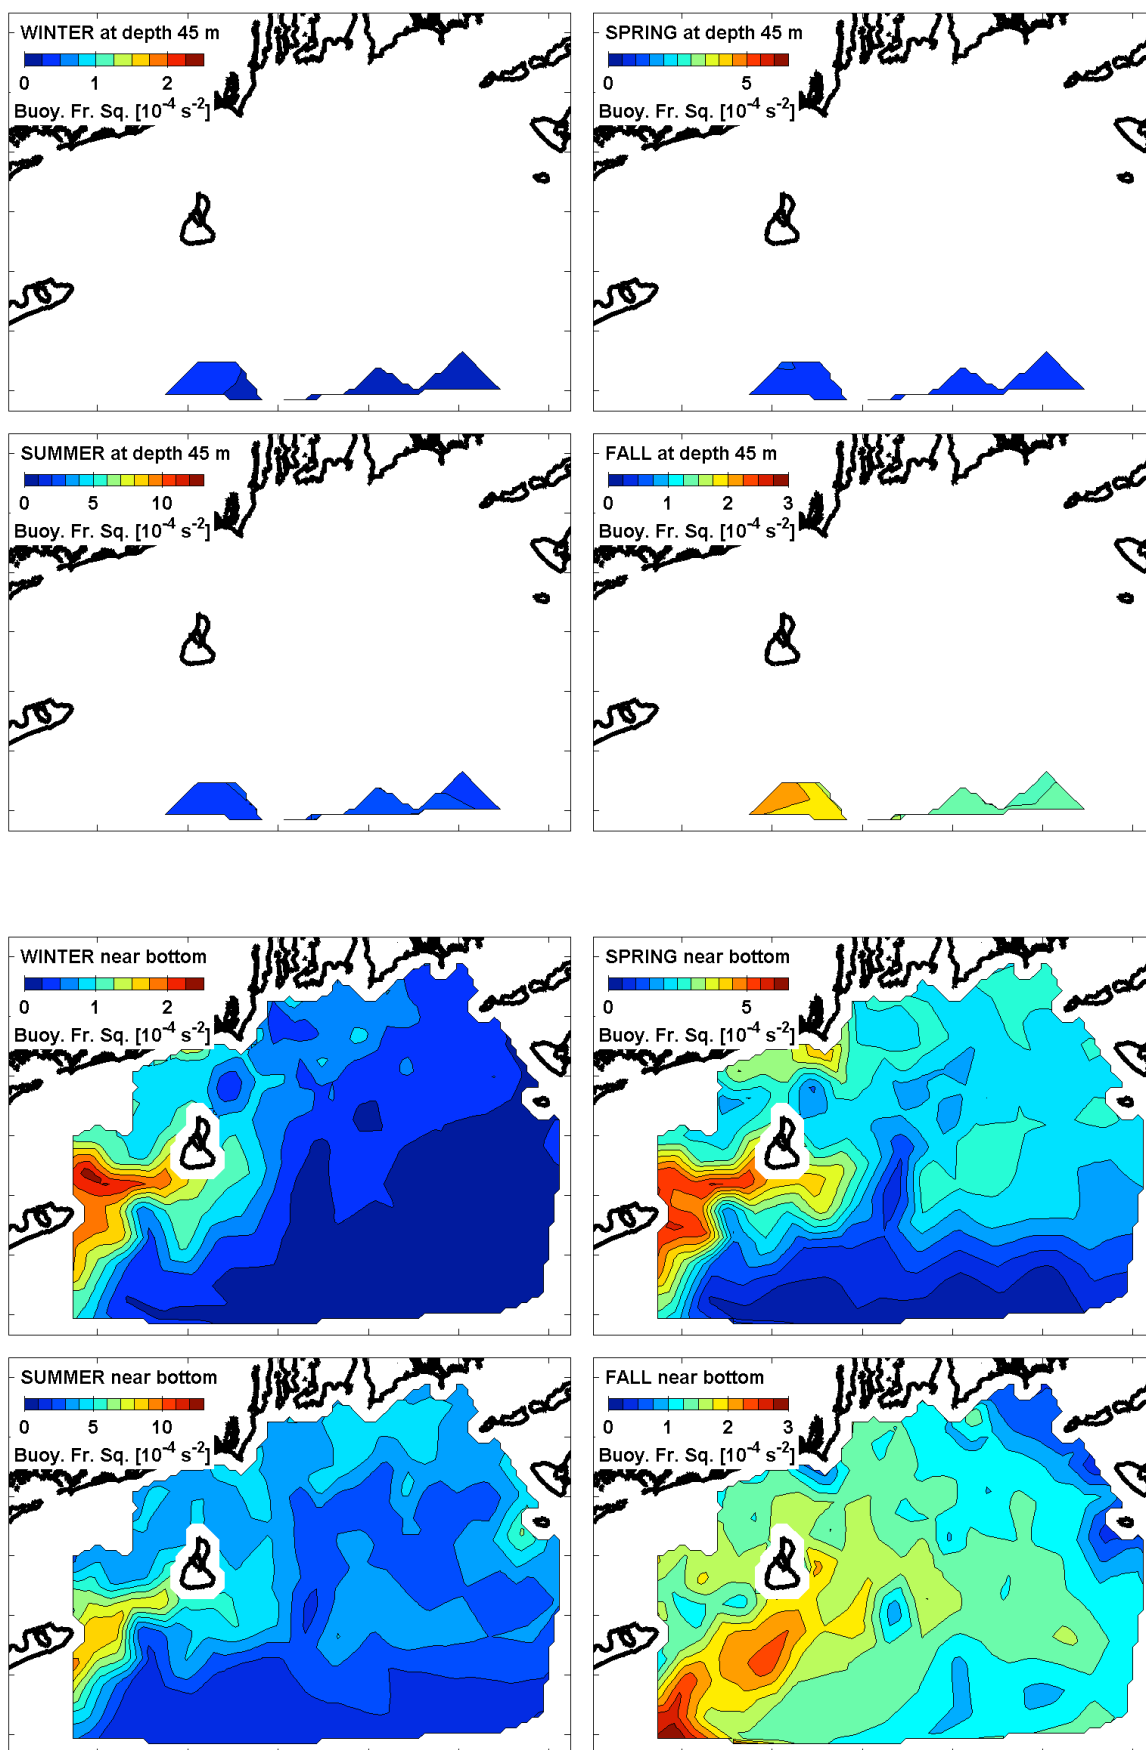 WINTER at depth 45 m
0 1 2
Buoy. Fr. Sq. [10⁻⁴ s⁻²]
SPRING at depth 45 m
0 5
Buoy. Fr. Sq. [10⁻⁴ s⁻²]
SUMMER at depth 45 m
0 5 10
Buoy. Fr. Sq. [10⁻⁴ s⁻²]
FALL at depth 45 m
0 1 2 3
Buoy. Fr. Sq. [10⁻⁴ s⁻²]
WINTER near bottom
0 1 2
Buoy. Fr. Sq. [10⁻⁴ s⁻²]
SPRING near bottom
0 5
Buoy. Fr. Sq. [10⁻⁴ s⁻²]
SUMMER near bottom
0 5 10
Buoy. Fr. Sq. [10⁻⁴ s⁻²]
FALL near bottom
0 1 2 3
Buoy. Fr. Sq. [10⁻⁴ s⁻²]